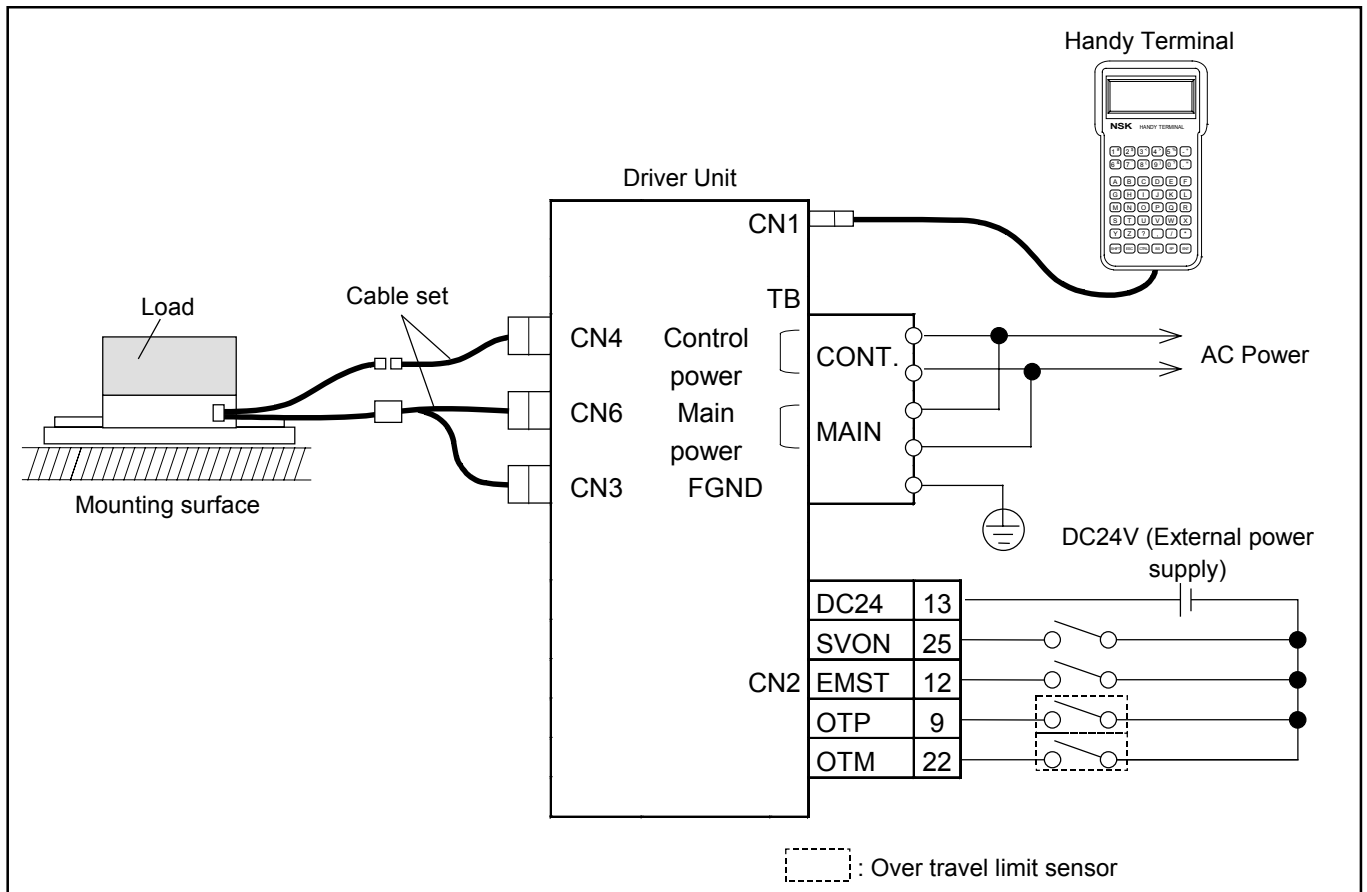 Handy Terminal
NSK HANDY TERMINAL
A B C D E F
G H I J K L
M N O P Q R
S T U V W X
Driver Unit
CN1
TB
Load
Cable set
CN4
Control
power
CONT.
AC Power
CN6
Main
power
MAIN
CN3
FGND
Mounting surface
DC24V (External power
supply)
CN2
DC24 13
SVON 25
EMST 12
OTP 9
OTM 22
: Over travel limit sensor